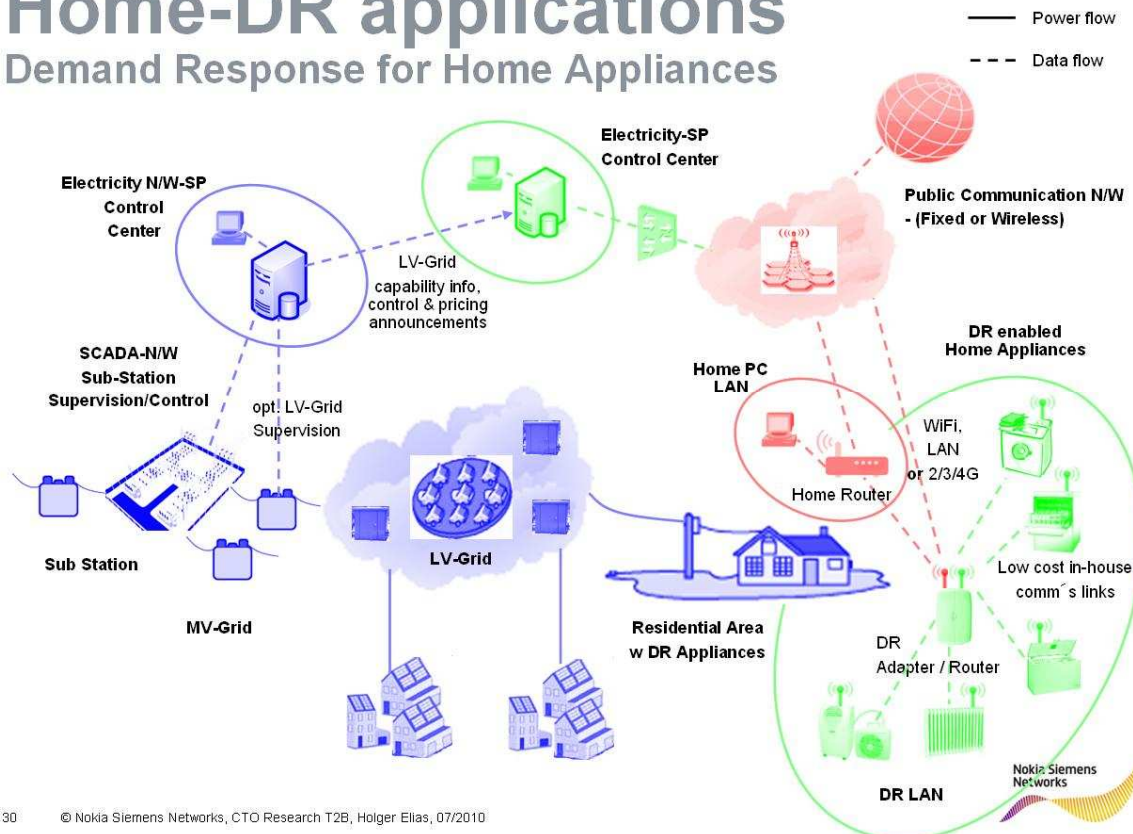 Home-DR applications
Demand Response for Home Appliances
Power flow
Data flow
Electricity-SP
Control Center
Electricity N/W-SP
Control
Center
Public Communication N/W
- (Fixed or Wireless)
LV-Grid
capability info,
control & pricing
announcements
SCADA-N/W
Sub-Station
Supervision/Control
opt. LV-Grid
Supervision
Home PC
LAN
DR enabled
Home Appliances
WiFi,
LAN
or 2/3/4G
Home Router
Sub Station
LV-Grid
MV-Grid
Residential Area
w DR Appliances
Low cost in-house
comm´s links
DR
Adapter / Router
DR LAN
Nokia Siemens
Networks
30 © Nokia Siemens Networks, CTO Research T2B, Holger Elias, 07/2010